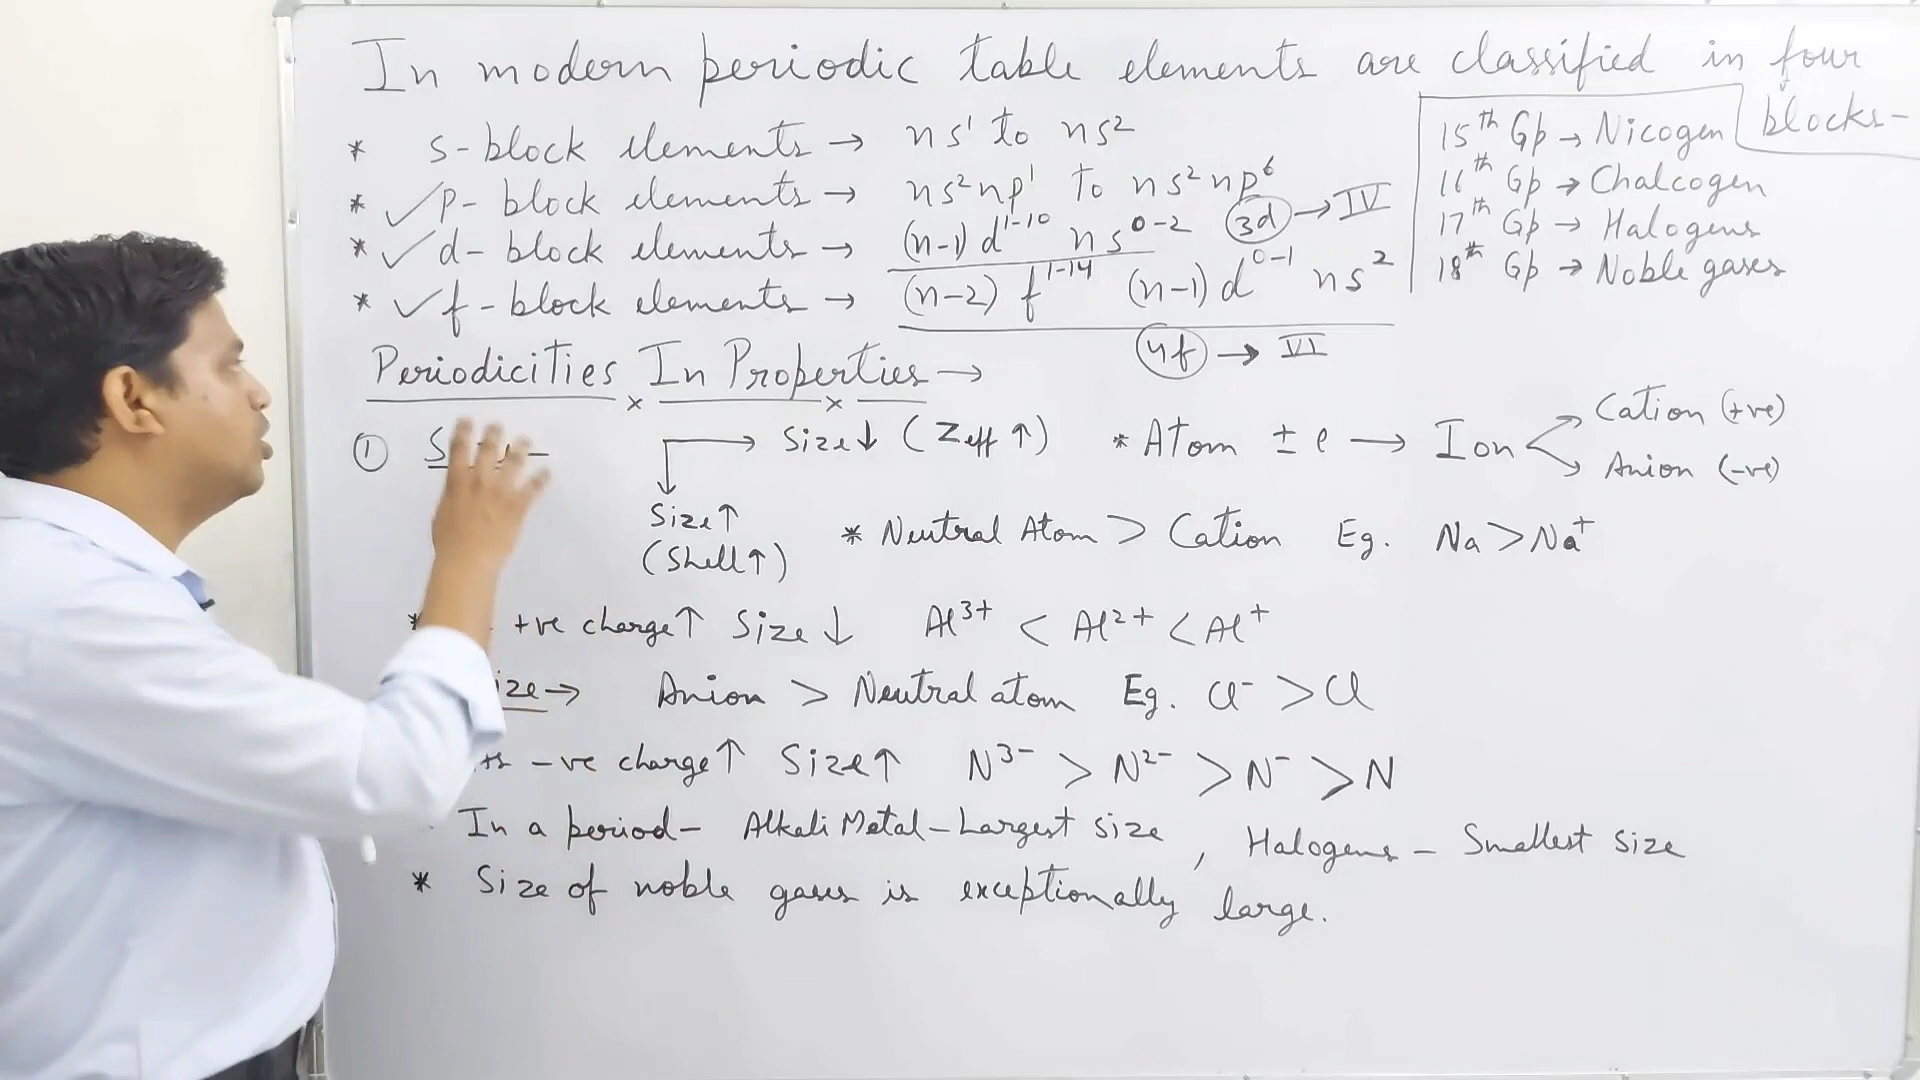 In modern periodic table elements are classified in four
blocks-
* s-block elements → ns¹ to ns²
* ✓p- block elements → ns²np¹ To ns²np⁶
* ✓d- block elements → (n-1)d¹⁻¹⁰ ns⁰⁻² 3d → IV
* ✓f- block elements → (n-2)f¹⁻¹⁴ (n-1)d⁰⁻¹ ns²
4f → VI
15th Gp → Nicogen
16th Gp → Chalcogen
17th Gp → Halogens
18th Gp → Noble gases
Periodicities In Properties →
① → Size↓ (Zeff ↑)
Size↑
(Shell↑)
* Atom ± e → Ion
Cation (+ve)
Anion (-ve)
* Neutral Atom > Cation Eg. Na > Na⁺
* +ve charge↑ Size↓ Al³⁺ < Al²⁺ < Al⁺
→ Anion > Neutral atom Eg. Cl⁻ > Cl
-ve charge↑ Size↑ N³⁻ > N²⁻ > N⁻ > N
In a period- Alkali Metal-Largest size , Halogens - Smallest size
* Size of noble gases is exceptionally large.